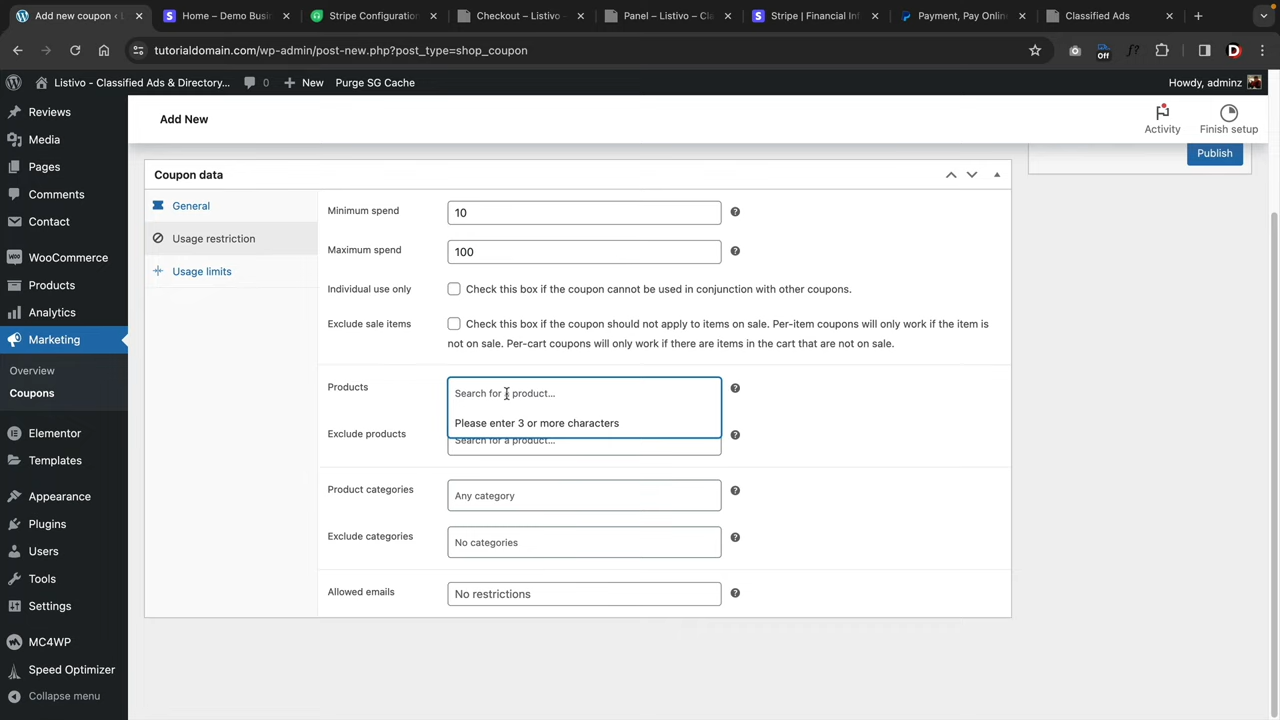 Add new coupon ‹
Home – Demo Busi
Stripe Configuration
Checkout – Listivo –
Panel – Listivo – Cla
Stripe | Financial Inf
Payment, Pay Online
Classified Ads
tutorialdomain.com/wp-admin/post-new.php?post_type=shop_coupon
Off
f?
D
Listivo - Classified Ads & Directory...
0
New
Purge SG Cache
Howdy, adminz
Reviews
Media
Pages
Comments
Contact
WooCommerce
Products
Analytics
Marketing
Overview
Coupons
Elementor
Templates
Appearance
Plugins
Users
Tools
Settings
MC4WP
Speed Optimizer
Collapse menu
Add New
Activity
Finish setup
Publish
Coupon data
General
Usage restriction
Usage limits
Minimum spend
10
Maximum spend
100
Individual use only
Check this box if the coupon cannot be used in conjunction with other coupons.
Exclude sale items
Check this box if the coupon should not apply to items on sale. Per-item coupons will only work if the item is
not on sale. Per-cart coupons will only work if there are items in the cart that are not on sale.
Products
Search for a product...
Please enter 3 or more characters
Exclude products
Search for a product...
Product categories
Any category
Exclude categories
No categories
Allowed emails
No restrictions